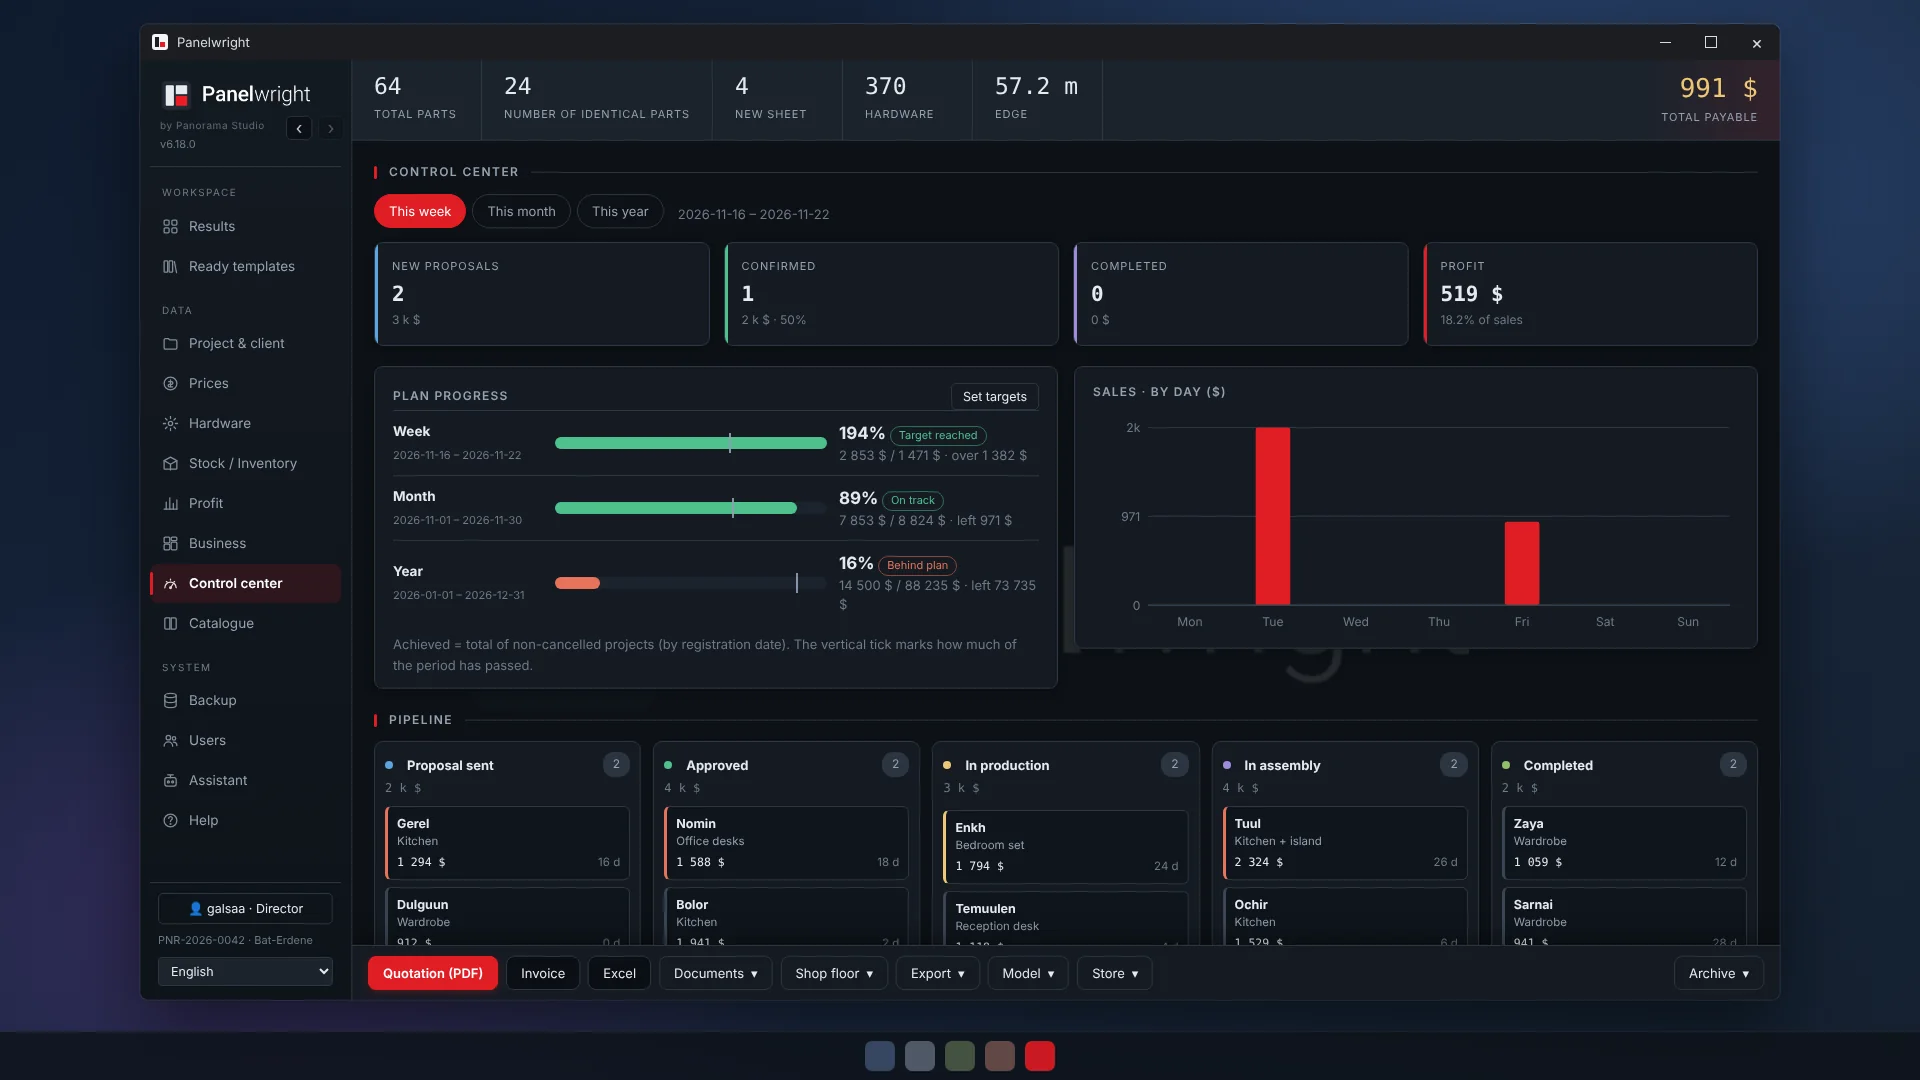 Panelwright
Panelwright
by Panorama Studio
v6.18.0
WORKSPACE
Results
Ready templates
DATA
Project & client
Prices
Hardware
Stock / Inventory
Profit
Business
Control center
Catalogue
SYSTEM
Backup
Users
Assistant
Help
galsaa · Director
PNR-2026-0042 · Bat-Erdene
English
64
TOTAL PARTS
24
NUMBER OF IDENTICAL PARTS
4
NEW SHEET
370
HARDWARE
57.2 m
EDGE
991 $
TOTAL PAYABLE
CONTROL CENTER
This week
This month
This year
2026-11-16 – 2026-11-22
NEW PROPOSALS
2
3 k $
CONFIRMED
1
2 k $ · 50%
COMPLETED
0
0 $
PROFIT
519 $
18.2% of sales
PLAN PROGRESS
Set targets
Week
2026-11-16 – 2026-11-22
194% Target reached
2 853 $ / 1 471 $ · over 1 382 $
Month
2026-11-01 – 2026-11-30
89% On track
7 853 $ / 8 824 $ · left 971 $
Year
2026-01-01 – 2026-12-31
16% Behind plan
14 500 $ / 88 235 $ · left 73 735
$
Achieved = total of non-cancelled projects (by registration date). The vertical tick marks how much of
the period has passed.
SALES · BY DAY ($)
2k
971
0
Mon
Tue
Wed
Thu
Fri
Sat
Sun
PIPELINE
Proposal sent
2
2 k $
Gerel
Kitchen
1 294 $
16 d
Dulguun
Wardrobe
912 $
0 d
Approved
2
4 k $
Nomin
Office desks
1 588 $
18 d
Bolor
Kitchen
1 941 $
2 d
In production
2
3 k $
Enkh
Bedroom set
1 794 $
24 d
Temuulen
Reception desk
In assembly
2
4 k $
Tuul
Kitchen + island
2 324 $
26 d
Ochir
Kitchen
1 529 $
6 d
Completed
2
2 k $
Zaya
Wardrobe
1 059 $
12 d
Sarnai
Wardrobe
941 $
28 d
Quotation (PDF)
Invoice
Excel
Documents ▾
Shop floor ▾
Export ▾
Model ▾
Store ▾
Archive ▾